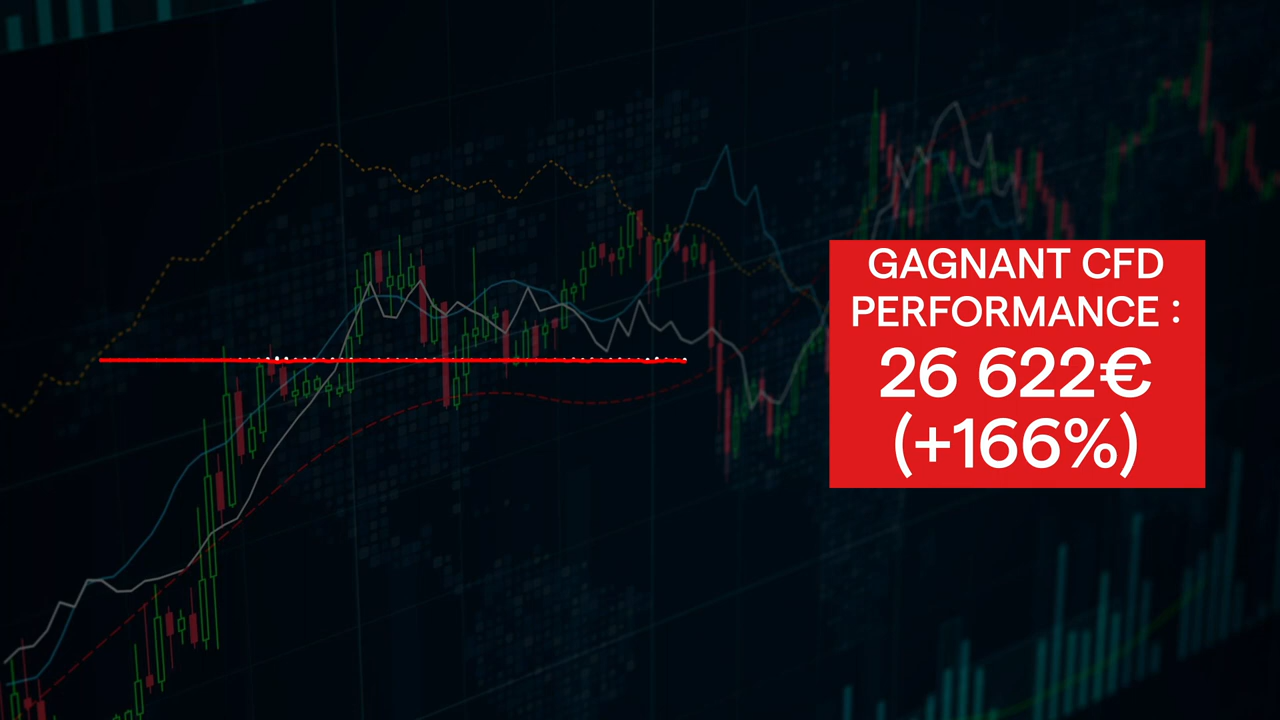 GAGNANT CFD
PERFORMANCE :
26 622€
(+166%)